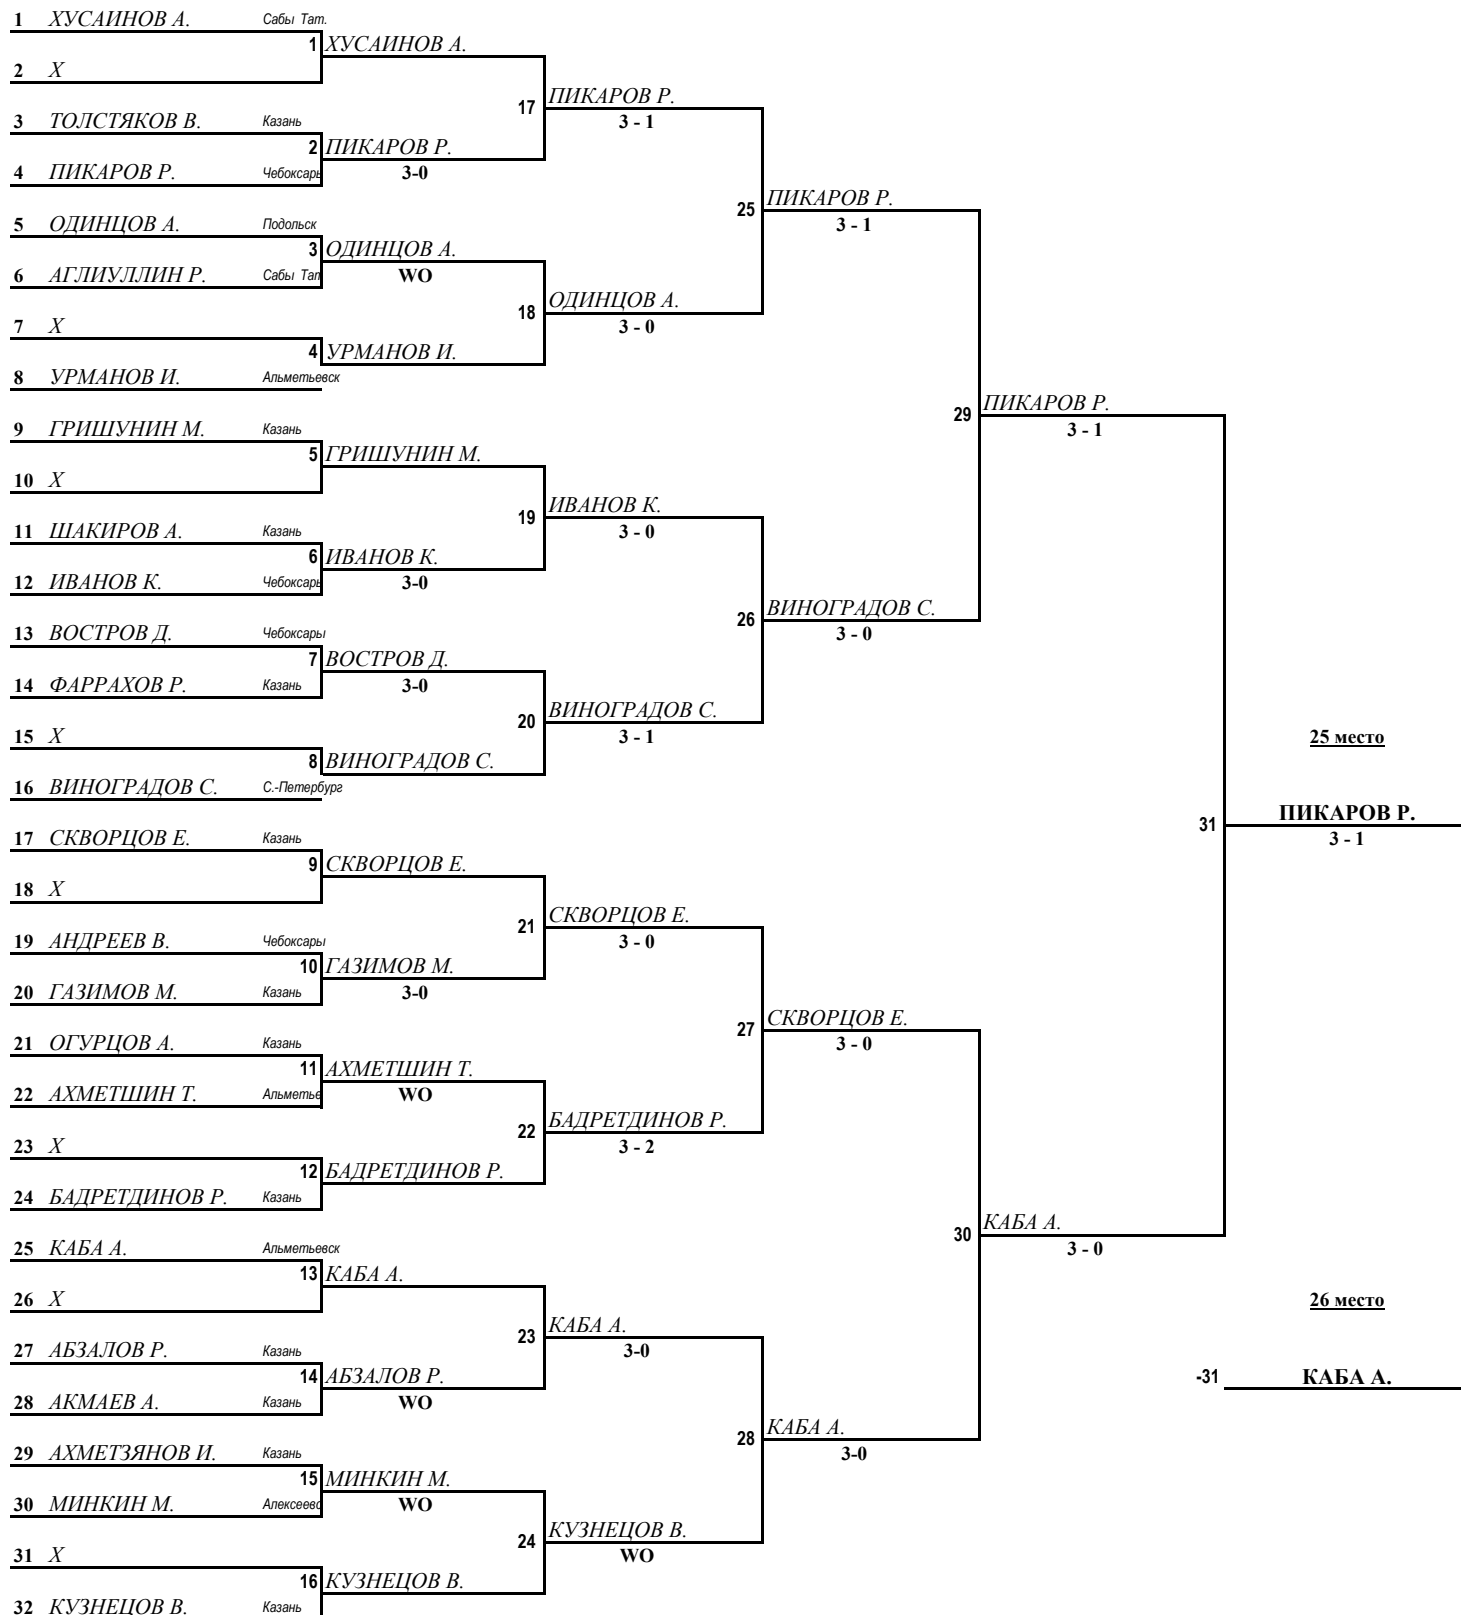 1 ХУСАИНОВ А. Сабы Тат.
1 ХУСАИНОВ А.
2 X
17 ПИКАРОВ Р.
3 - 1
3 ТОЛСТЯКОВ В. Казань
2 ПИКАРОВ Р.
3-0
4 ПИКАРОВ Р. Чебоксары
25 ПИКАРОВ Р.
3 - 1
5 ОДИНЦОВ А. Подольск
3 ОДИНЦОВ А.
WO
6 АГЛИУЛЛИН Р. Сабы Тат
18 ОДИНЦОВ А.
3 - 0
7 X
4 УРМАНОВ И.
8 УРМАНОВ И. Альметьевск
29 ПИКАРОВ Р.
3 - 1
9 ГРИШУНИН М. Казань
5 ГРИШУНИН М.
10 X
19 ИВАНОВ К.
3 - 0
11 ШАКИРОВ А. Казань
6 ИВАНОВ К.
3-0
12 ИВАНОВ К. Чебоксары
26 ВИНОГРАДОВ С.
3 - 0
13 ВОСТРОВ Д. Чебоксары
7 ВОСТРОВ Д.
3-0
14 ФАРРАХОВ Р. Казань
20 ВИНОГРАДОВ С.
3 - 1
15 X
25 место
8 ВИНОГРАДОВ С.
16 ВИНОГРАДОВ С. С.-Петербург
31 ПИКАРОВ Р.
3 - 1
17 СКВОРЦОВ Е. Казань
9 СКВОРЦОВ Е.
18 X
21 СКВОРЦОВ Е.
3 - 0
19 АНДРЕЕВ В. Чебоксары
10 ГАЗИМОВ М.
3-0
20 ГАЗИМОВ М. Казань
27 СКВОРЦОВ Е.
3 - 0
21 ОГУРЦОВ А. Казань
11 АХМЕТШИН Т.
WO
22 АХМЕТШИН Т. Альметье
22 БАДРЕТДИНОВ Р.
3 - 2
23 X
12 БАДРЕТДИНОВ Р.
24 БАДРЕТДИНОВ Р. Казань
30 КАБА А.
3 - 0
25 КАБА А. Альметьевск
13 КАБА А.
26 X
26 место
23 КАБА А.
3-0
27 АБЗАЛОВ Р. Казань
14 АБЗАЛОВ Р.
WO
-31 КАБА А.
28 АКМАЕВ А. Казань
28 КАБА А.
3-0
29 АХМЕТЗЯНОВ И. Казань
15 МИНКИН М.
WO
30 МИНКИН М. Алексеевс
24 КУЗНЕЦОВ В.
WO
31 X
16 КУЗНЕЦОВ В.
32 КУЗНЕЦОВ В. Казань